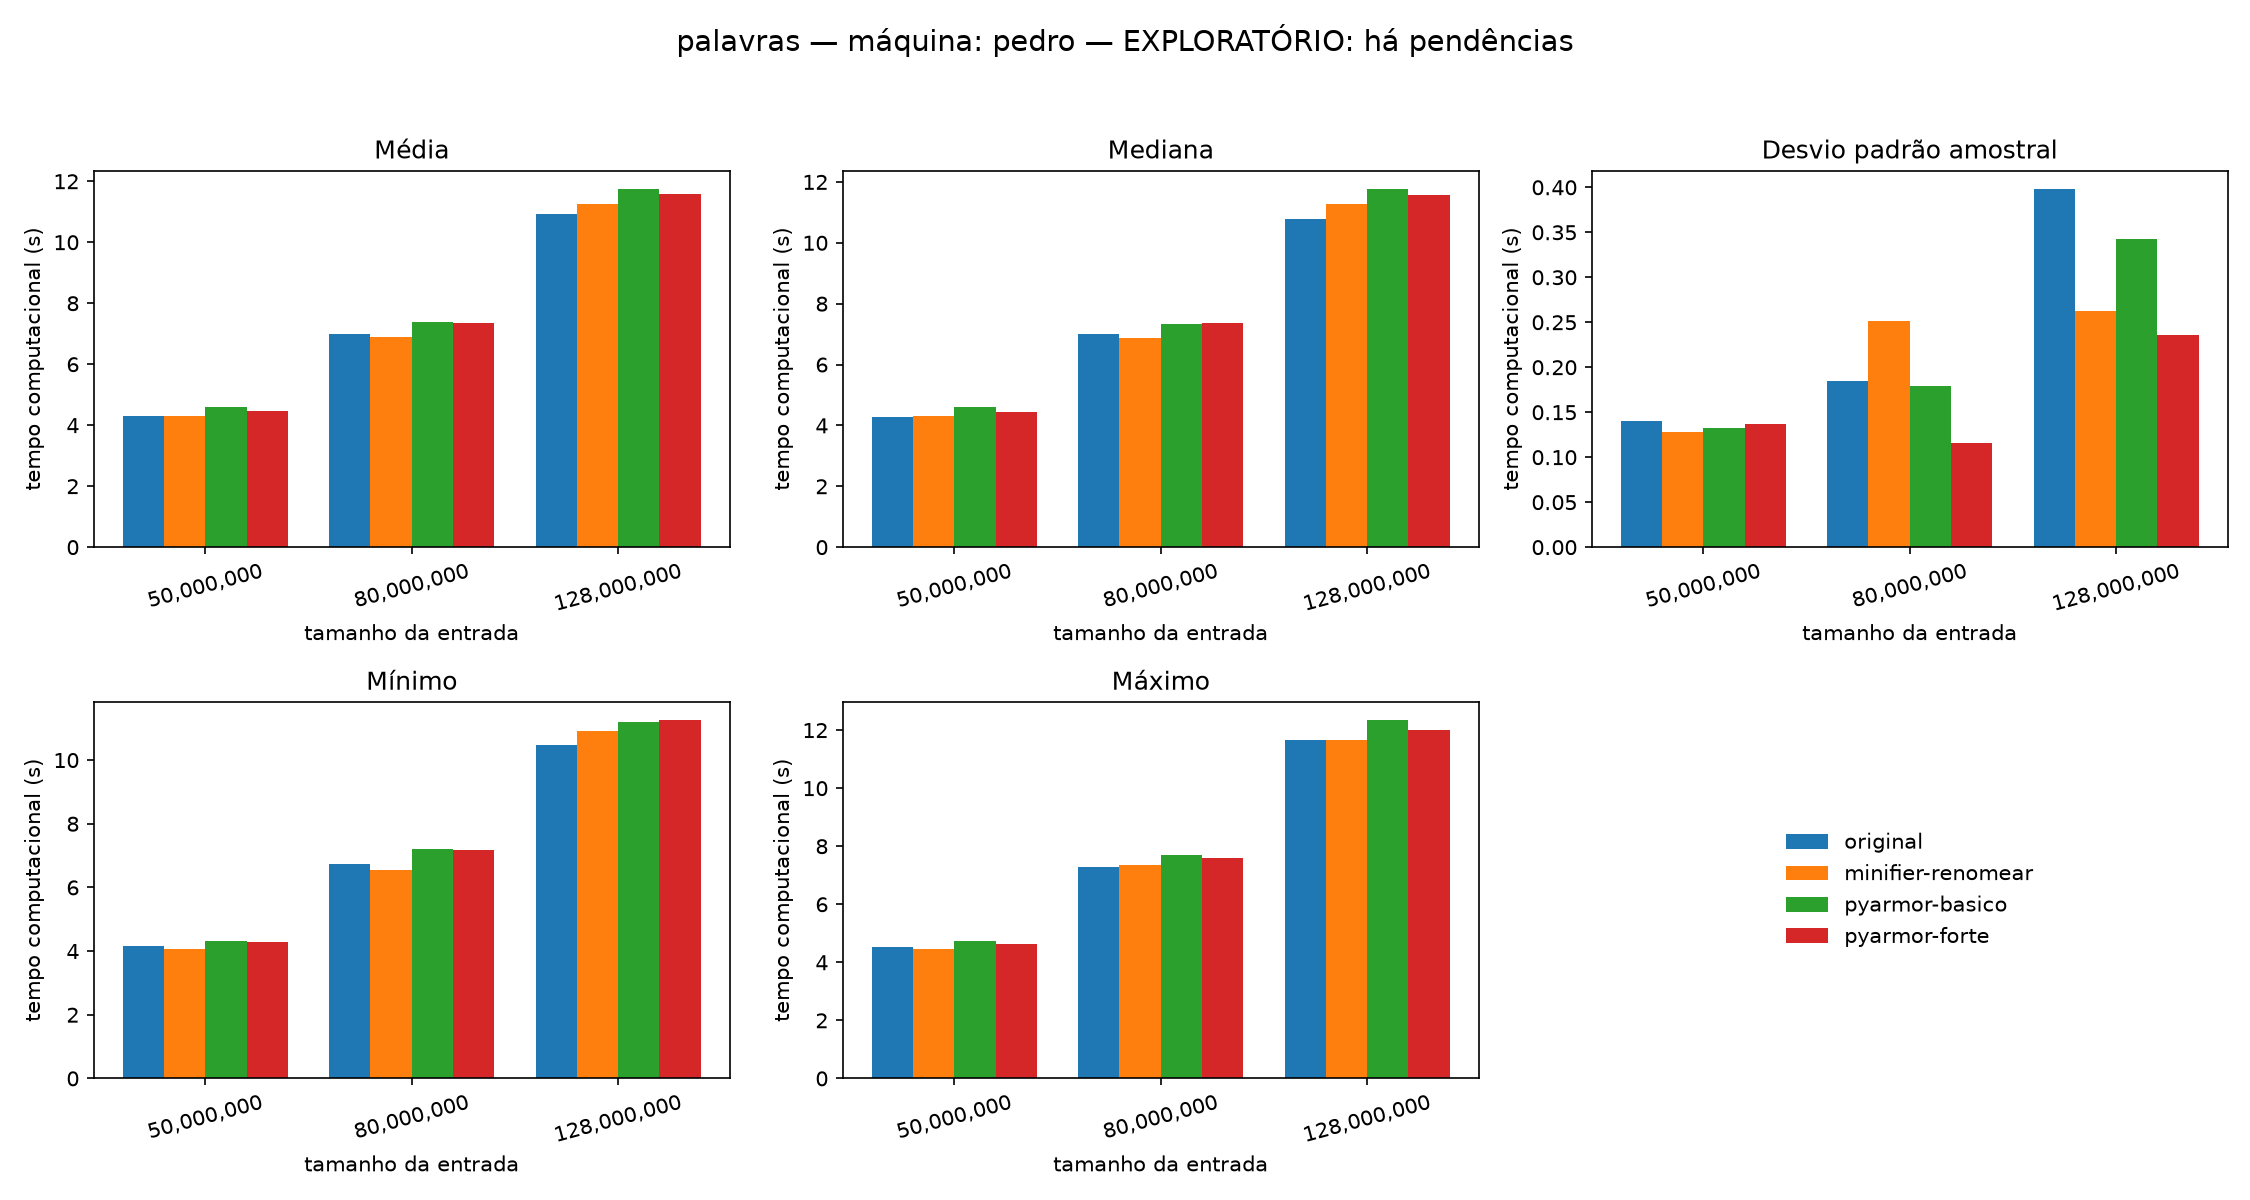 palavras — máquina: pedro — EXPLORATÓRIO: há pendências
Média
tempo computacional (s)
12
10
8
6
4
2
0
50,000,000
80,000,000
128,000,000
tamanho da entrada
Mediana
tempo computacional (s)
12
10
8
6
4
2
0
50,000,000
80,000,000
128,000,000
tamanho da entrada
Desvio padrão amostral
tempo computacional (s)
0.40
0.35
0.30
0.25
0.20
0.15
0.10
0.05
0.00
50,000,000
80,000,000
128,000,000
tamanho da entrada
Mínimo
tempo computacional (s)
10
8
6
4
2
0
50,000,000
80,000,000
128,000,000
tamanho da entrada
Máximo
tempo computacional (s)
12
10
8
6
4
2
0
50,000,000
80,000,000
128,000,000
tamanho da entrada
original
minifier-renomear
pyarmor-basico
pyarmor-forte